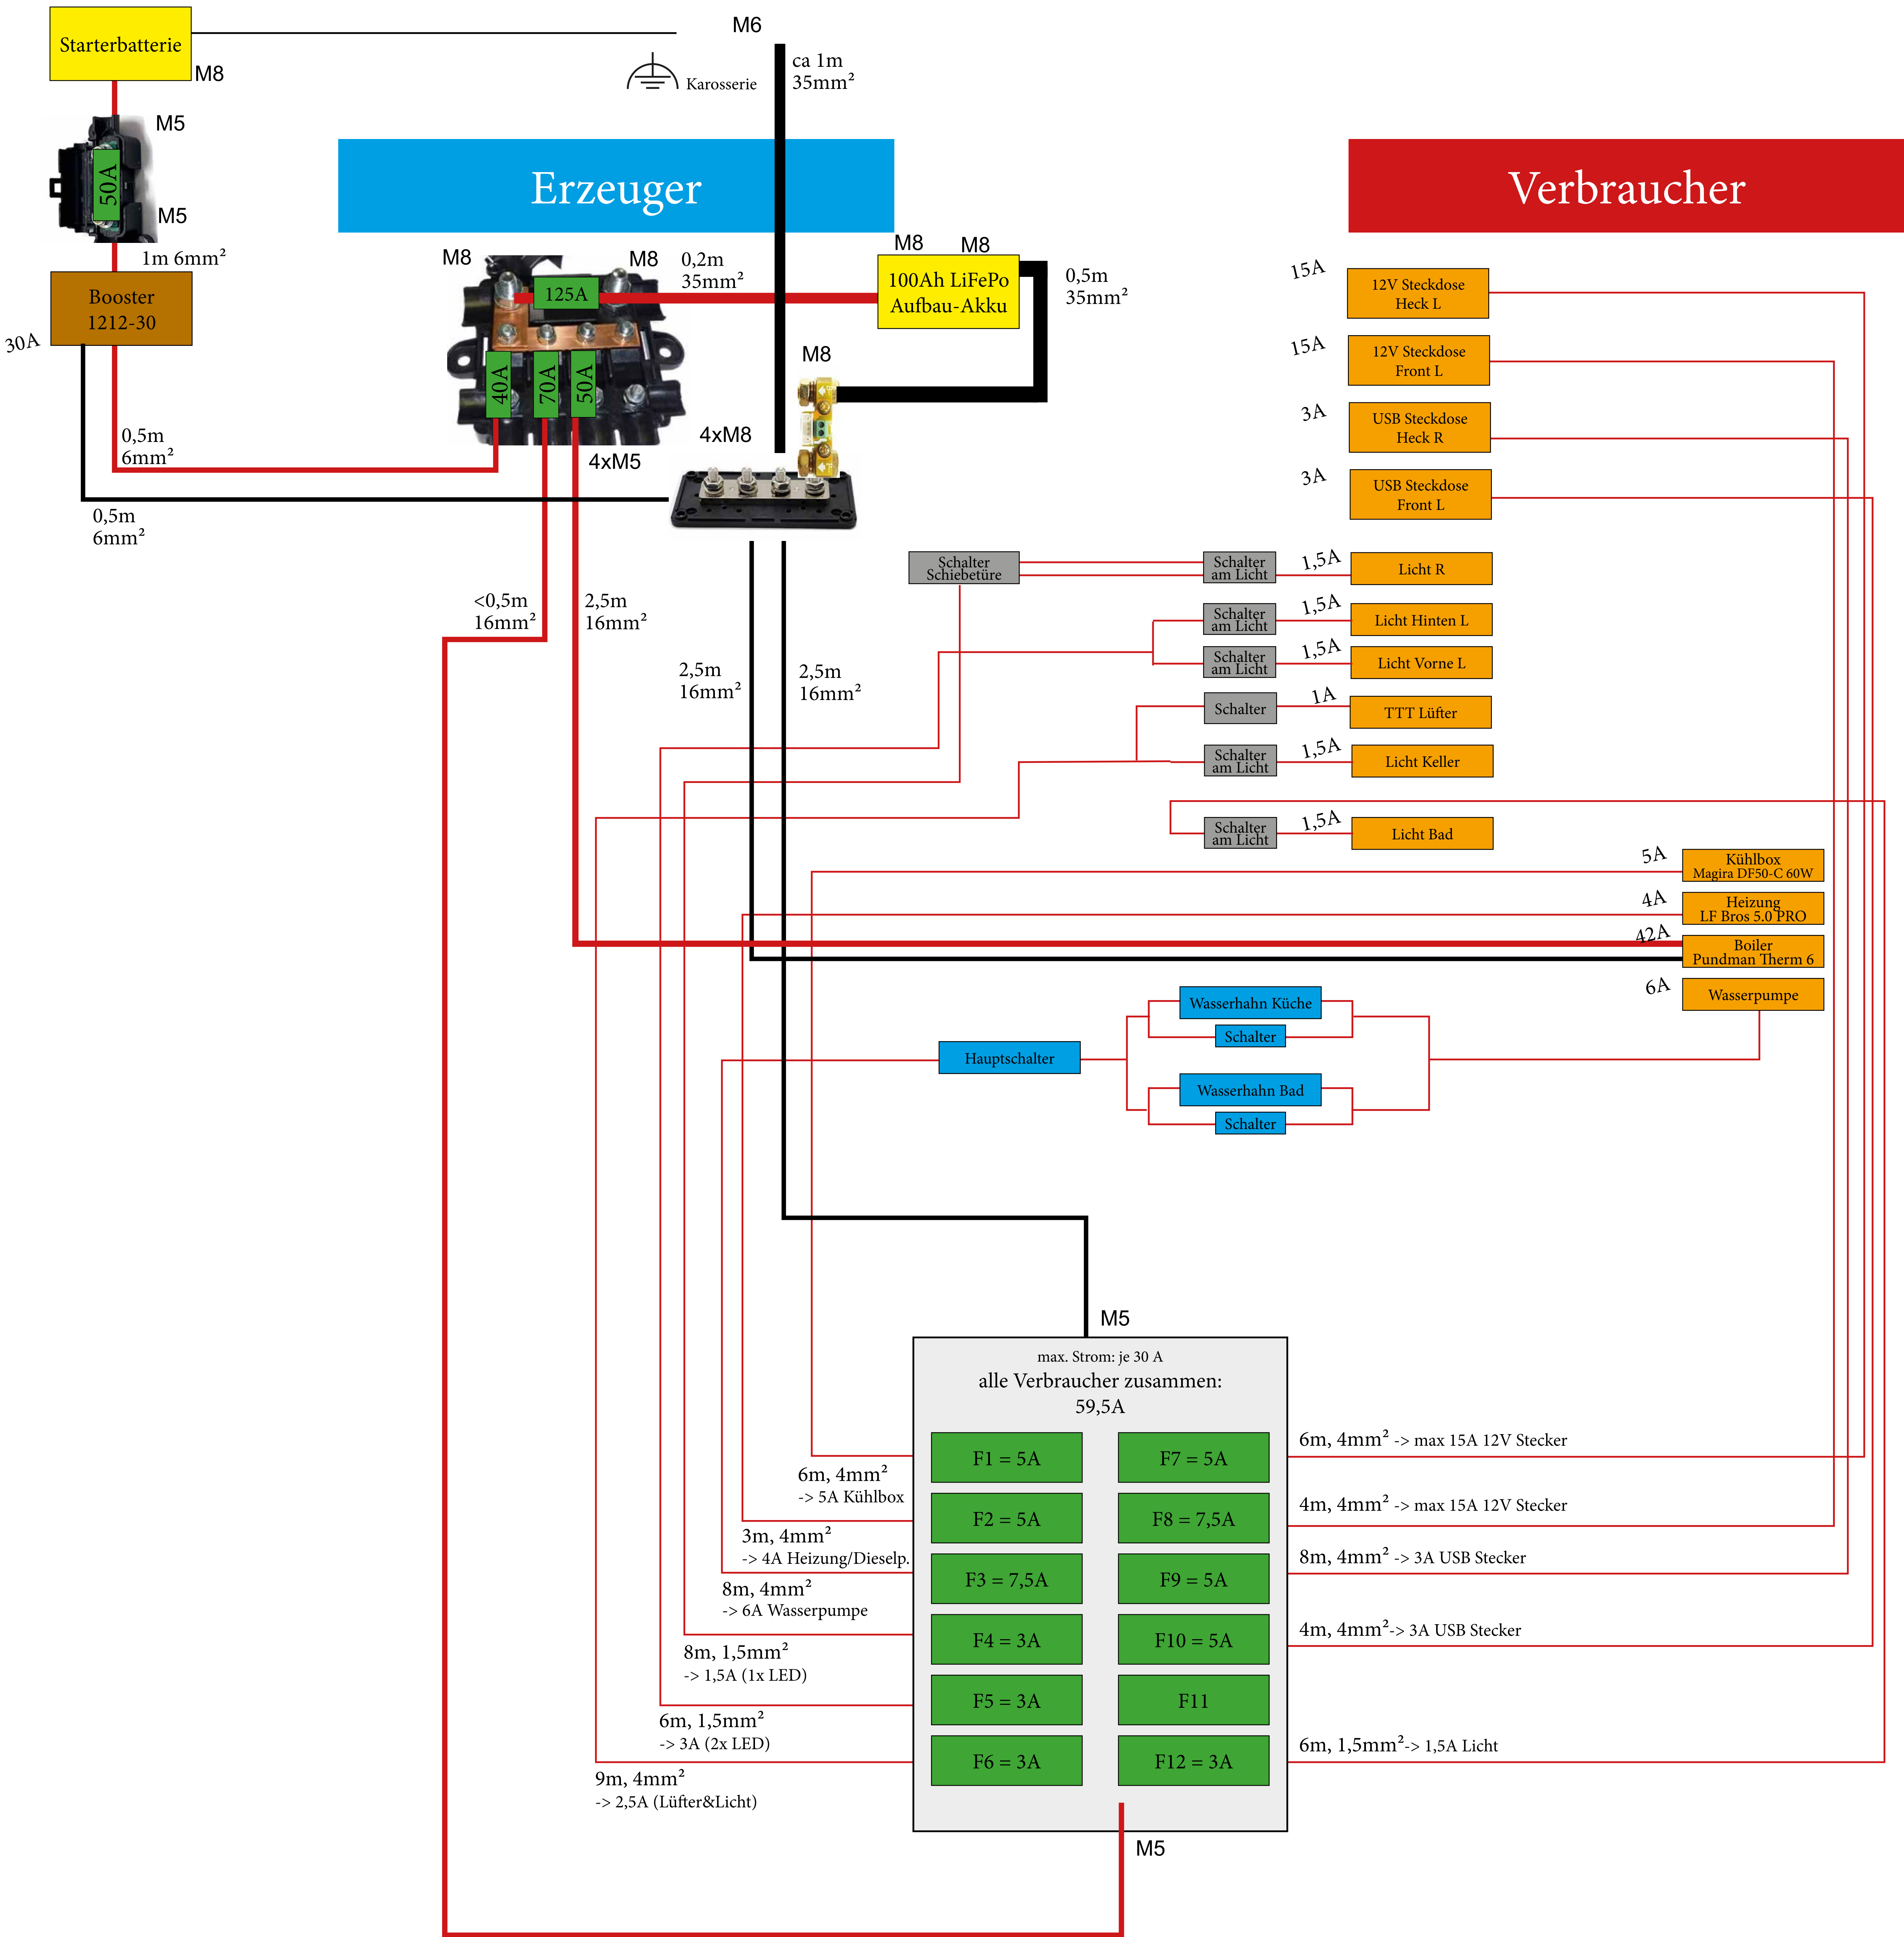 Starterbatterie
M8
M6
ca 1m
35mm²
Karosserie
M5
50A
M5
1m 6mm²
Erzeuger
Verbraucher
Booster
1212-30
30A
0,5m
6mm²
0,5m
6mm²
M8
M8
125A
0,2m
35mm²
M8
M8
100Ah LiFePo
Aufbau-Akku
0,5m
35mm²
M8
40A
70A
50A
4xM5
4xM8
<0,5m
16mm²
2,5m
16mm²
2,5m
16mm²
2,5m
16mm²
15A
12V Steckdose
Heck L
15A
12V Steckdose
Front L
3A
USB Steckdose
Heck R
3A
USB Steckdose
Front L
Schalter
Schiebetüre
Schalter
am Licht
1,5A
Licht R
Schalter
am Licht
1,5A
Licht Hinten L
Schalter
am Licht
1,5A
Licht Vorne L
Schalter
1A
TTT Lüfter
Schalter
am Licht
1,5A
Licht Keller
Schalter
am Licht
1,5A
Licht Bad
5A
Kühlbox
Magira DF50-C 60W
4A
Heizung
LF Bros 5.0 PRO
42A
Boiler
Pundman Therm 6
6A
Wasserpumpe
Wasserhahn Küche
Schalter
Hauptschalter
Wasserhahn Bad
Schalter
M5
max. Strom: je 30 A
alle Verbraucher zusammen:
59,5A
F1 = 5A
F7 = 5A
F2 = 5A
F8 = 7,5A
F3 = 7,5A
F9 = 5A
F4 = 3A
F10 = 5A
F5 = 3A
F11
F6 = 3A
F12 = 3A
6m, 4mm²
-> 5A Kühlbox
3m, 4mm²
-> 4A Heizung/Dieselp.
8m, 4mm²
-> 6A Wasserpumpe
8m, 1,5mm²
-> 1,5A (1x LED)
6m, 1,5mm²
-> 3A (2x LED)
9m, 4mm²
-> 2,5A (Lüfter&Licht)
6m, 4mm² -> max 15A 12V Stecker
4m, 4mm² -> max 15A 12V Stecker
8m, 4mm² -> 3A USB Stecker
4m, 4mm²-> 3A USB Stecker
6m, 1,5mm²-> 1,5A Licht
M5